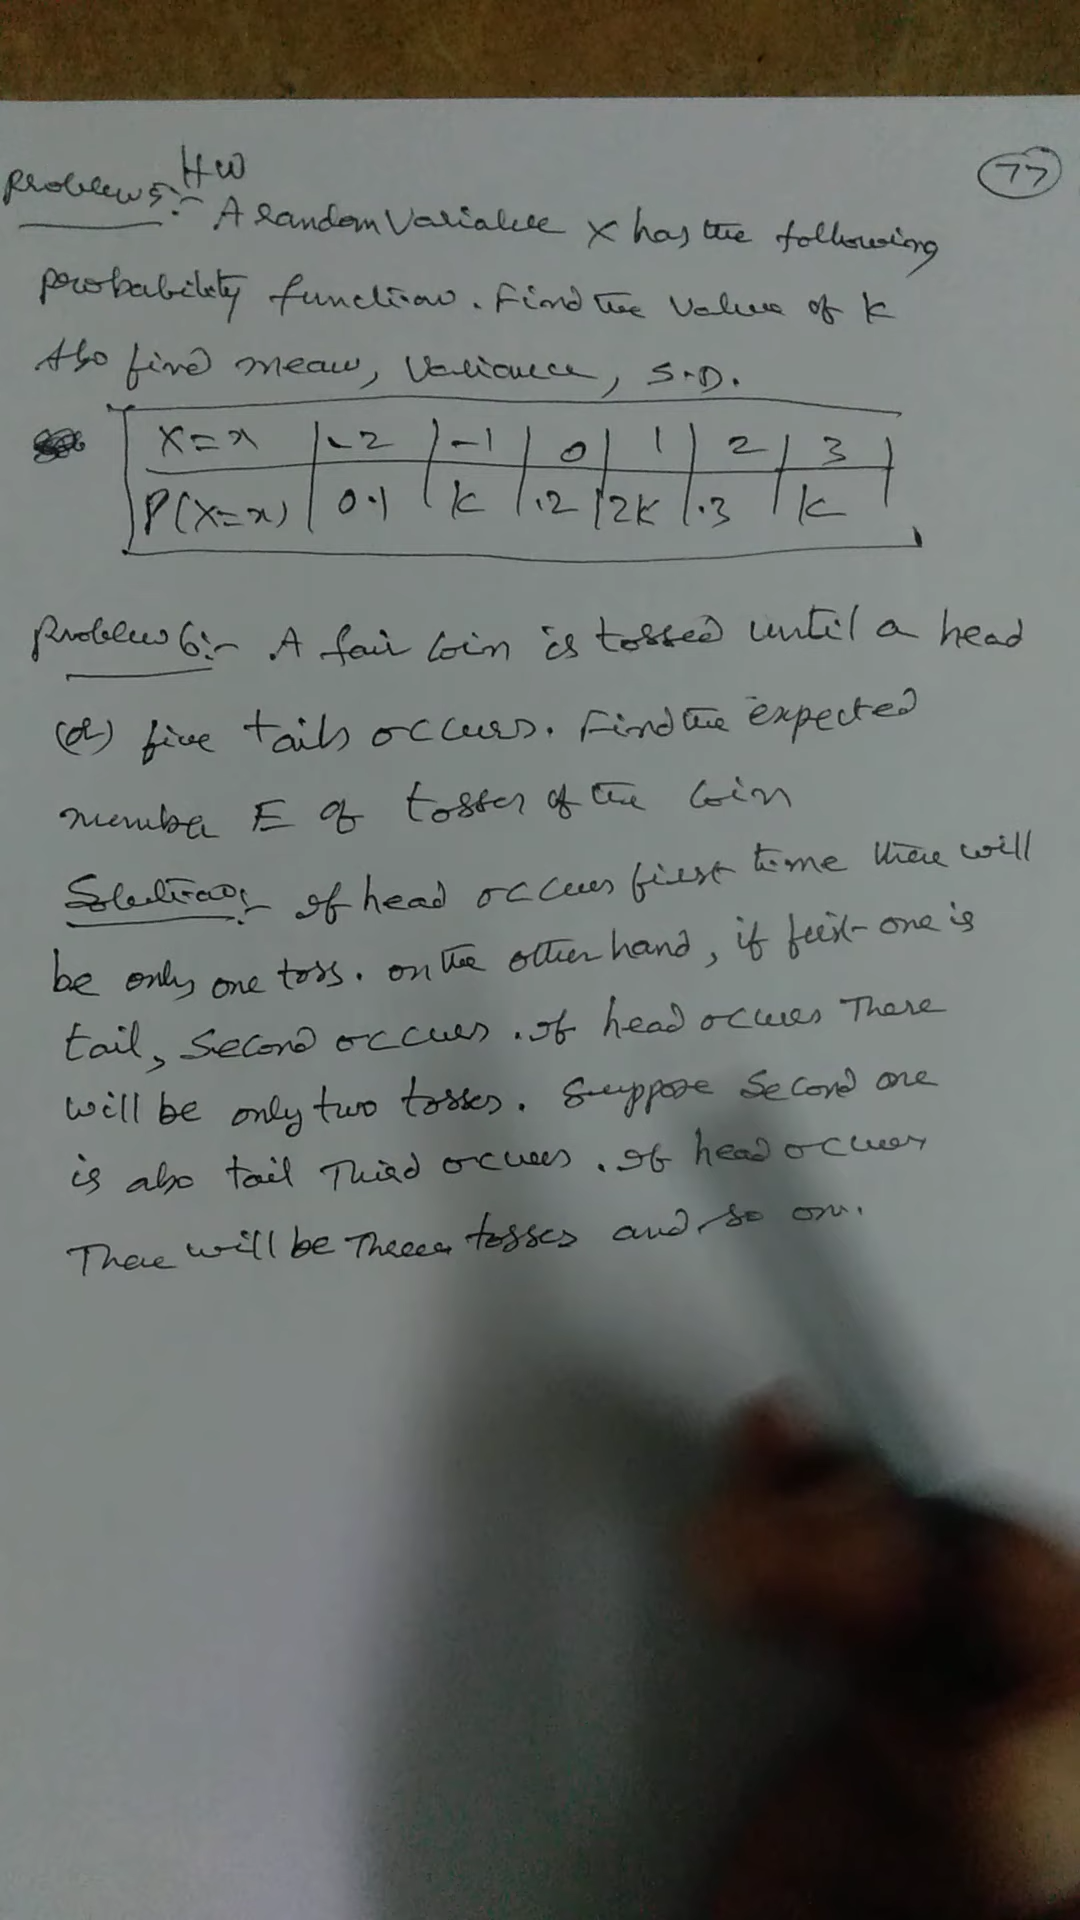 HW
77
Problem 5:- A random Variable X has the following
probability function. Find the Value of K
Also find mean, Variance, S.D.
X=x | -2 | -1 | 0 | 1 | 2 | 3
P(X=x) | 0.1 | K | .2 | 2K | .3 | K
Problem 6:- A fair Coin is tossed until a head
(or) five tails occurs. Find the expected
number E of tosses of the Coin
Solution:- If head occurs first time there will
be only one toss. on the other hand, if first one is
tail, Second occurs. If head occurs There
will be only two tosses. Suppose Second one
is also tail Third occurs. If head occurs
There will be Three tosses and so on.